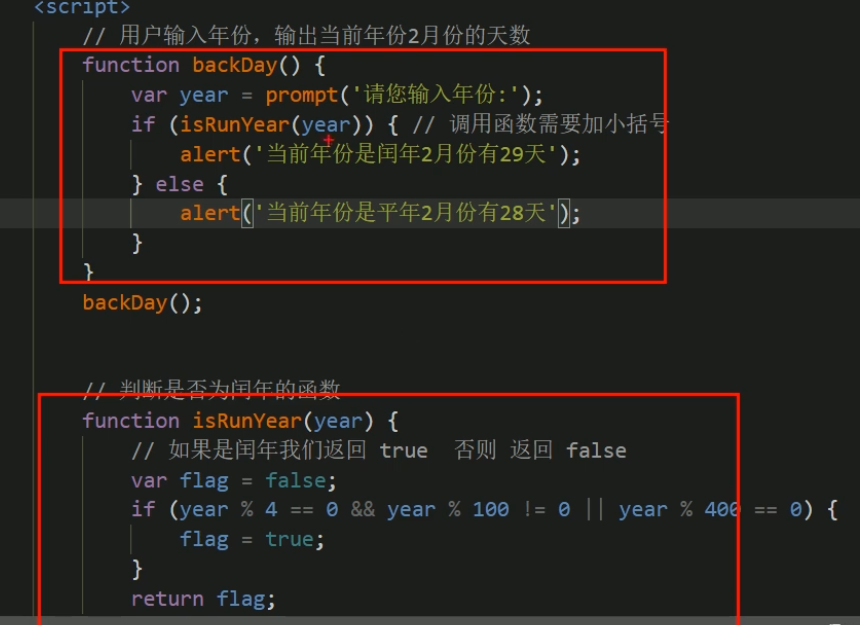 <script>
// 用户输入年份，输出当前年份2月份的天数
function backDay() {
var year = prompt('请您输入年份:');
if (isRunYear(year)) { // 调用函数需要加小括号
alert('当前年份是闰年2月份有29天');
} else {
alert('当前年份是平年2月份有28天');
}
}
backDay();
// 判断是否为闰年的函数
function isRunYear(year) {
// 如果是闰年我们返回 true 否则 返回 false
var flag = false;
if (year % 4 == 0 && year % 100 != 0 || year % 400 == 0) {
flag = true;
}
return flag;